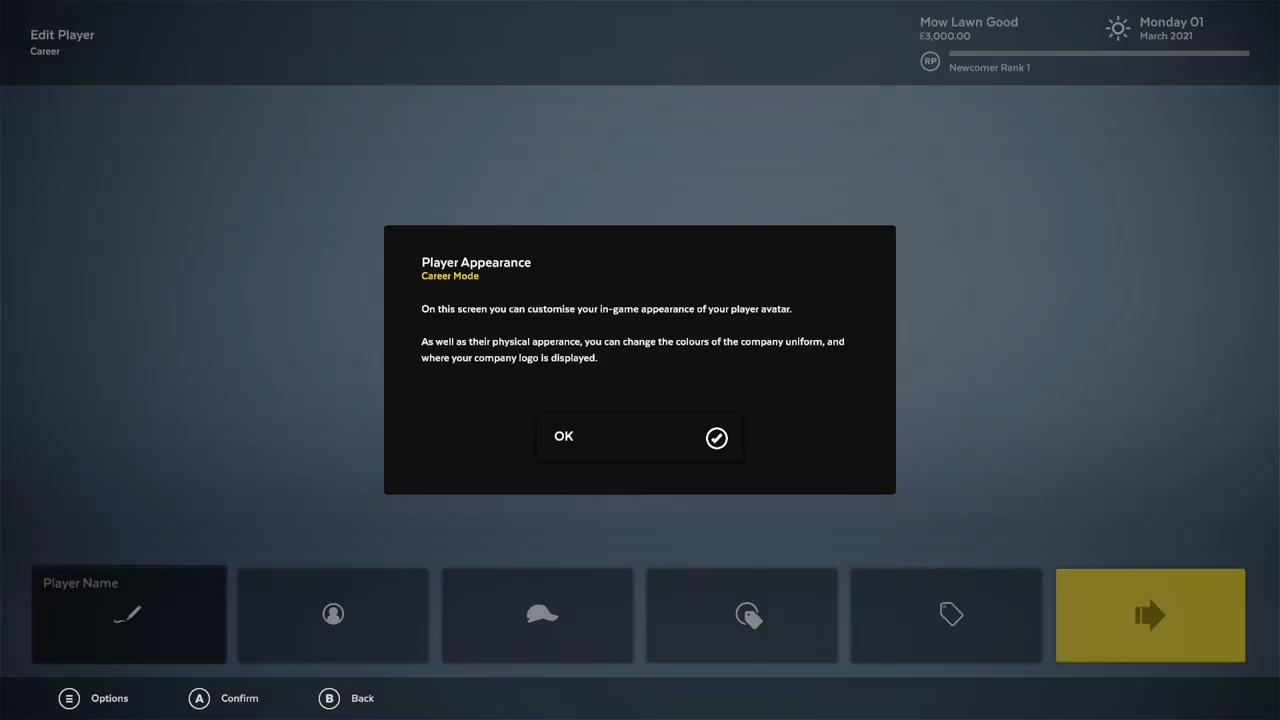 Edit Player
Career
Mow Lawn Good
£3,000.00
Monday 01
March 2021
RP
Newcomer Rank 1
Player Appearance
Career Mode
On this screen you can customise your in-game appearance of your player avatar.
As well as their physical apperance, you can change the colours of the company uniform, and
where your company logo is displayed.
OK
Player Name
Options
A Confirm
B Back